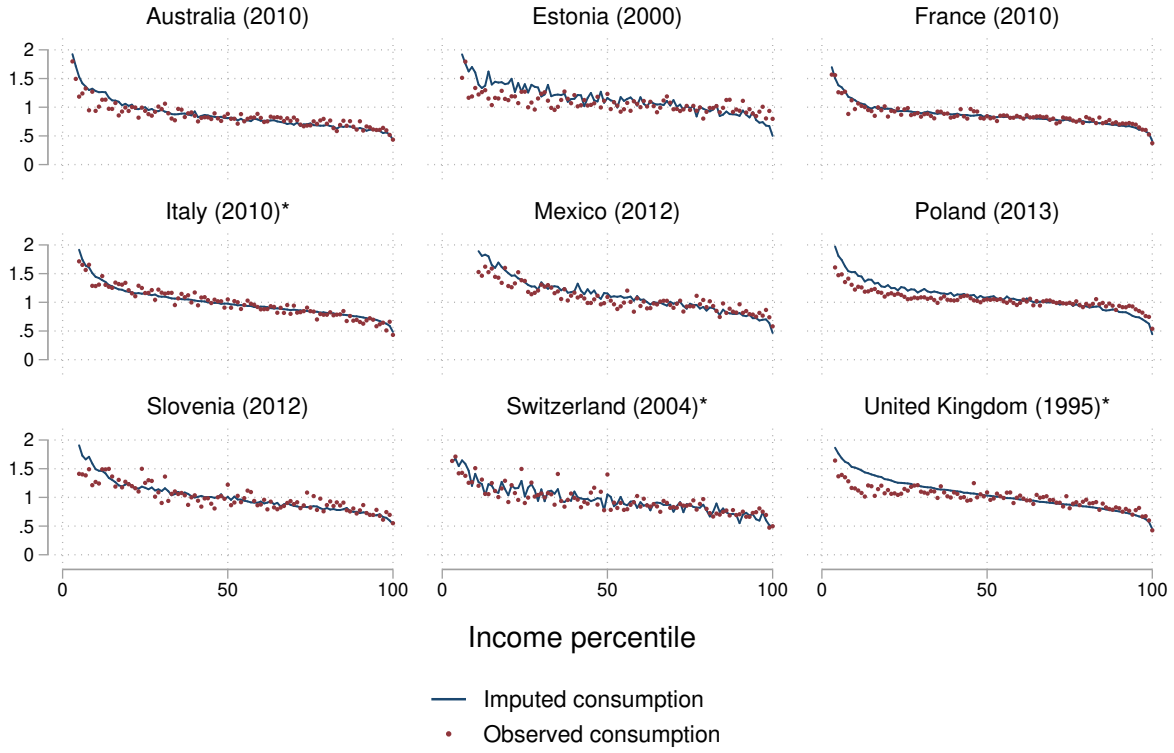 Australia (2010) Estonia (2000) France (2010)
2
1.5
1
.5
0
Italy (2010)* Mexico (2012) Poland (2013)
2
1.5
1
.5
0
Slovenia (2012) Switzerland (2004)* United Kingdom (1995)*
2
1.5
1
.5
0
0 50 100 0 50 100 0 50 100
Income percentile
Imputed consumption
Observed consumption